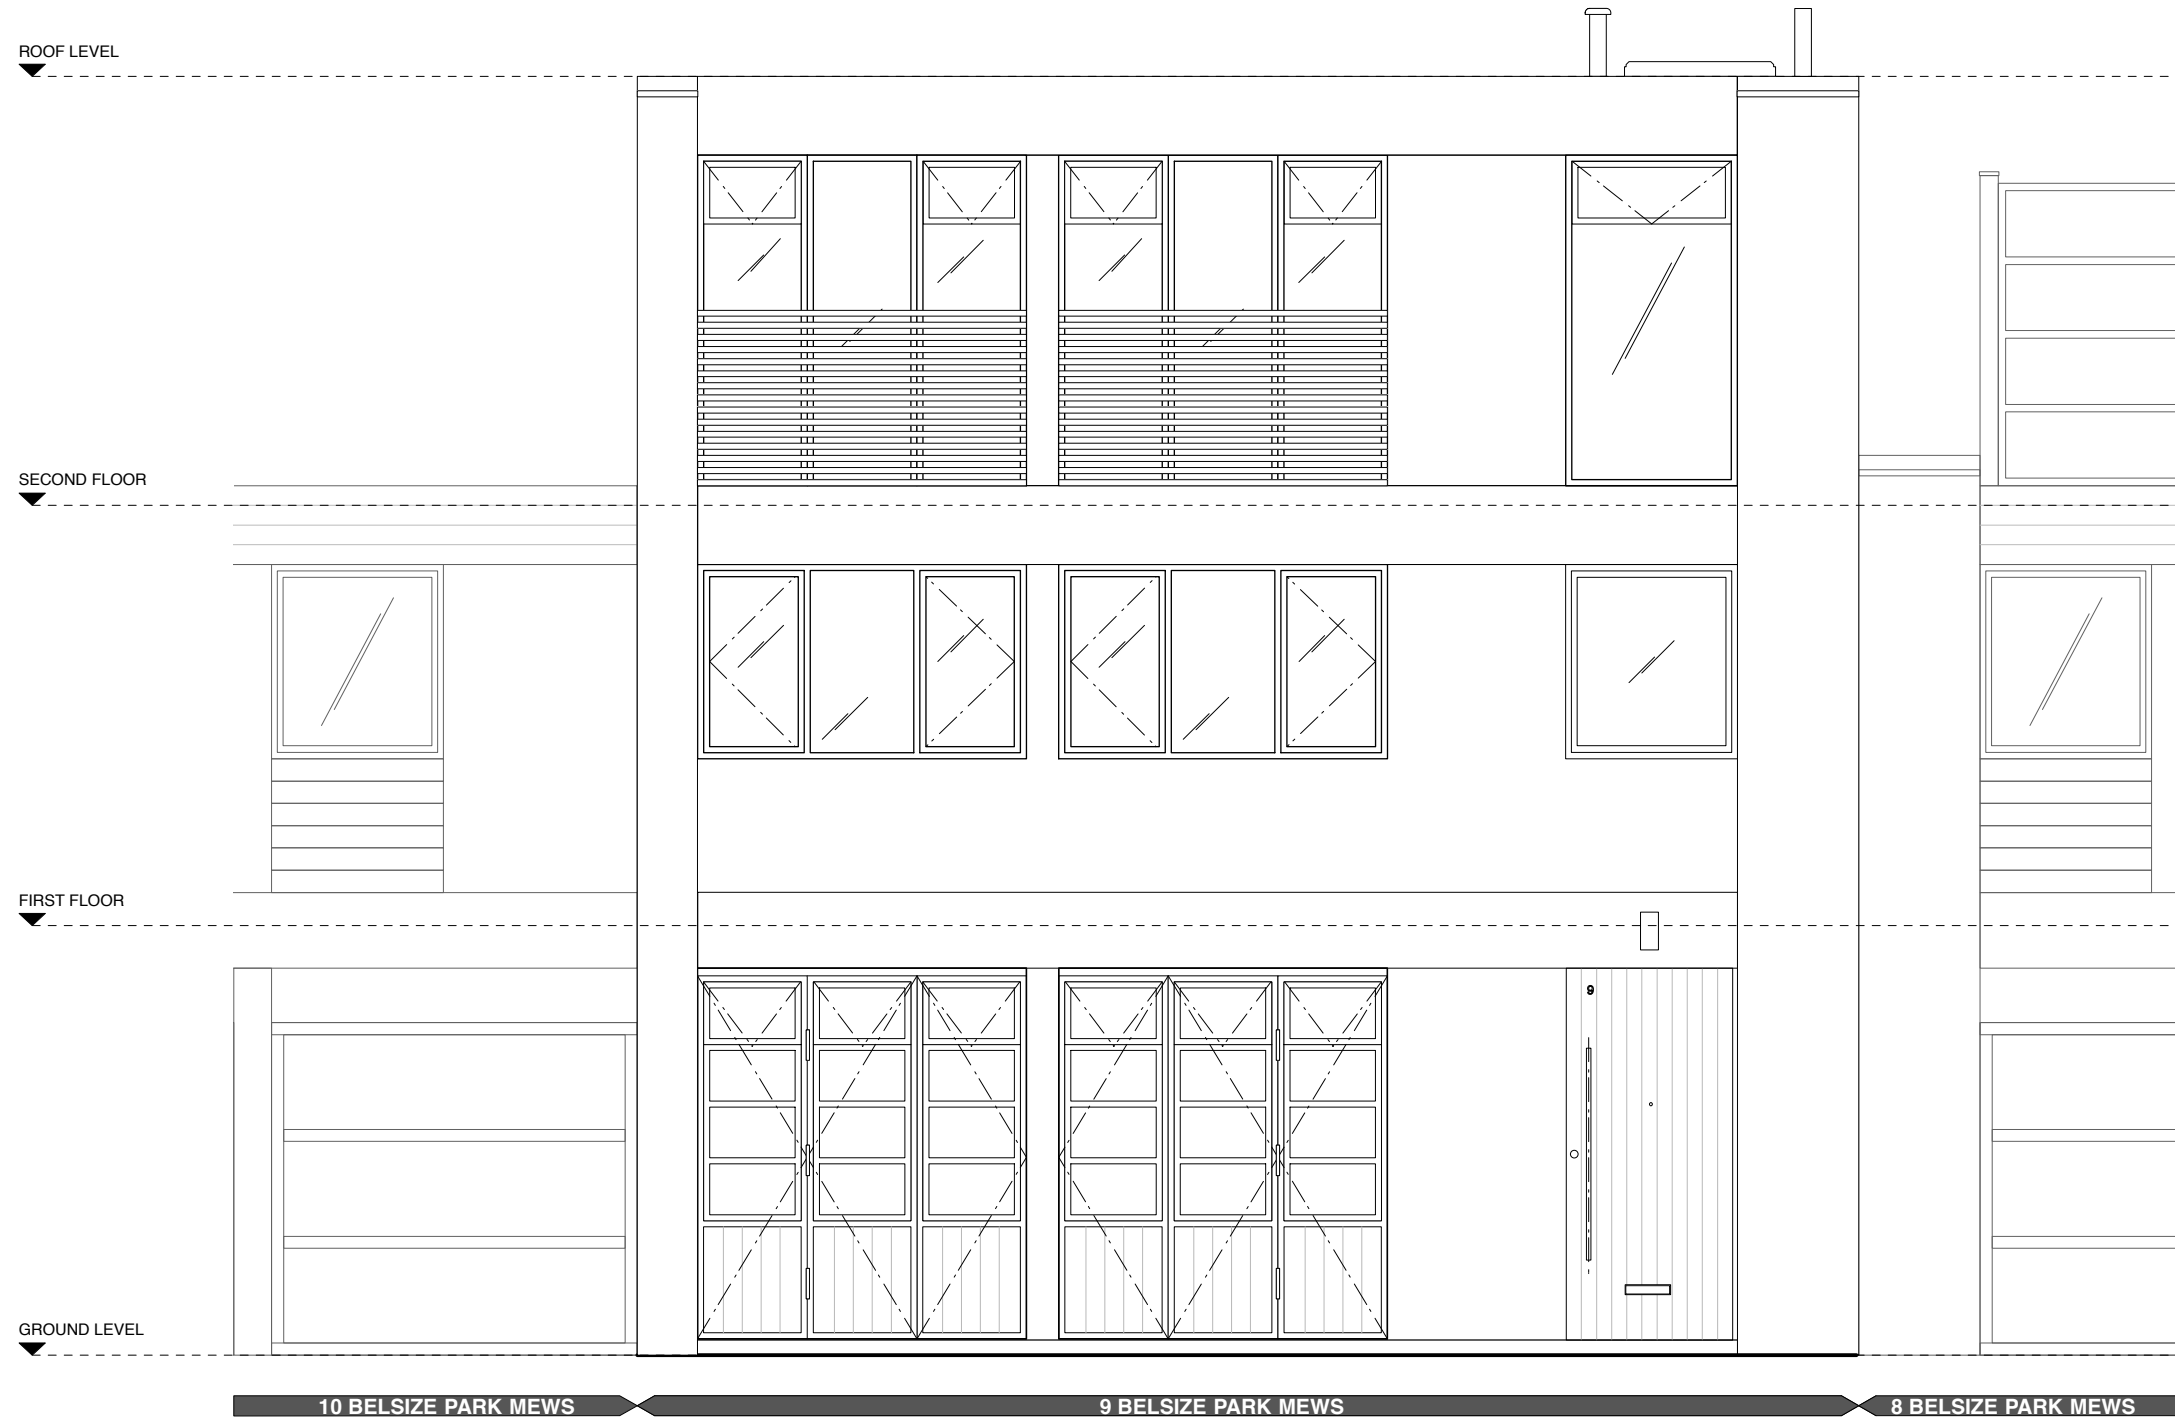 ROOF LEVEL
SECOND FLOOR
FIRST FLOOR
9
GROUND LEVEL
10 BELSIZE PARK MEWS
9 BELSIZE PARK MEWS
8 BELSIZE PARK MEWS